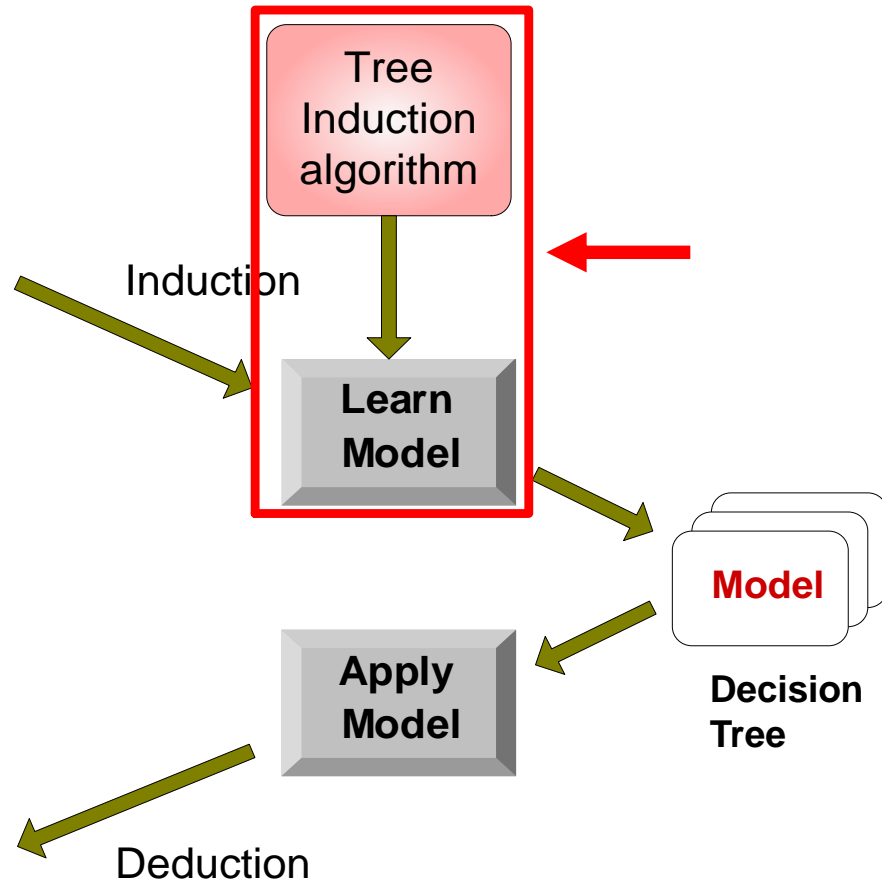 Tree
Induction
algorithm
Induction
Learn
Model
Model
Decision
Tree
Apply
Model
Deduction